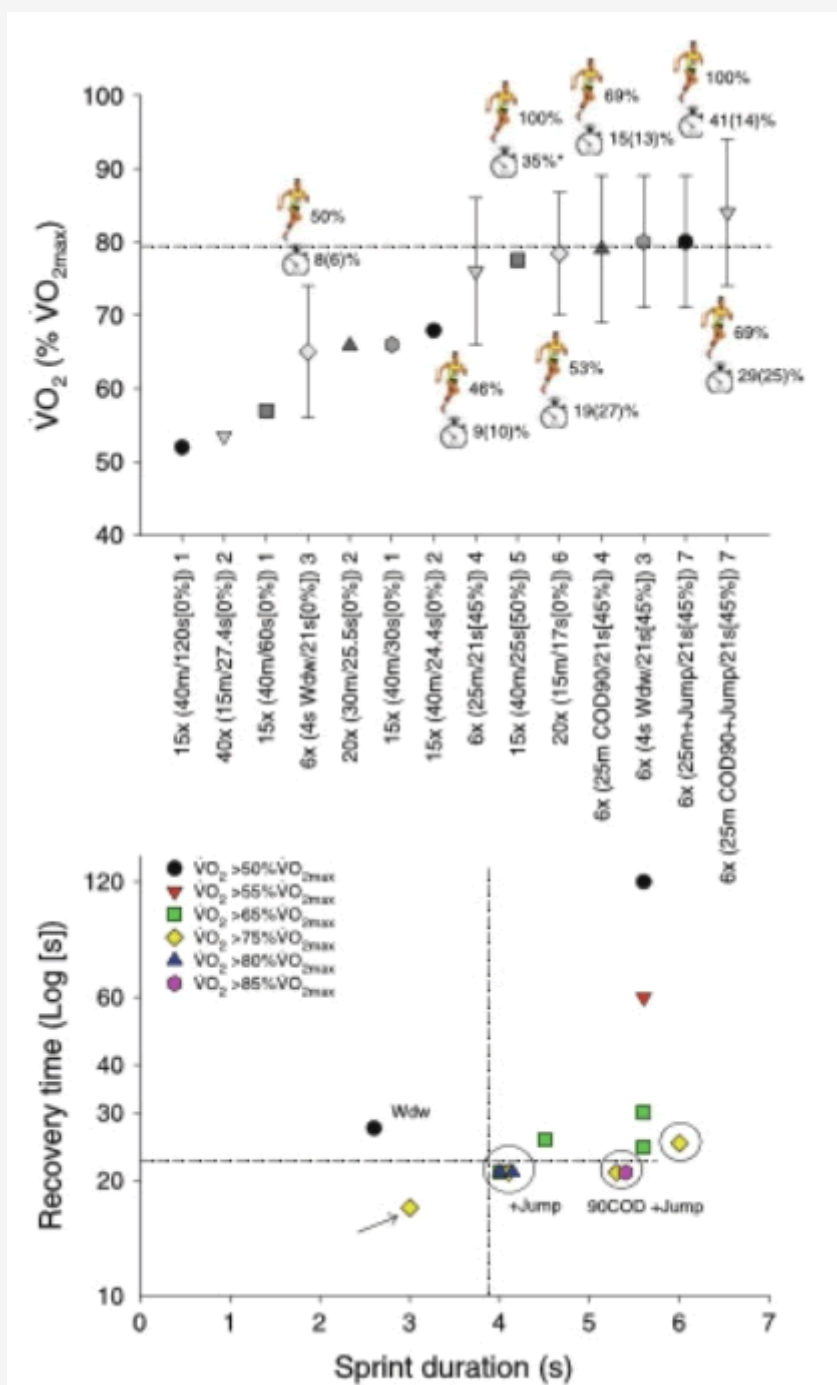 100
90
80
70
60
50
40
V̇O₂ (% V̇O₂max)
50%
8(6)%
46%
9(10)%
100%
35%*
53%
19(27)%
69%
15(13)%
100%
41(14)%
69%
29(25)%
15x (40m/120s[0%]) 1
40x (15m/27.4s[0%]) 2
15x (40m/60s[0%]) 1
6x (4s Wdw/21s[0%]) 3
20x (30m/25.5s[0%]) 2
15x (40m/30s[0%]) 1
15x (40m/24.4s[0%]) 2
6x (25m/21s[45%]) 4
15x (40m/25s[50%]) 5
20x (15m/17s[0%]) 6
6x (25m COD90/21s[45%]) 4
6x (4s Wdw/21s[45%]) 3
6x (25m+Jump/21s[45%]) 7
6x (25m COD90+Jump/21s[45%]) 7
V̇O₂ >50%V̇O₂max
V̇O₂ >55%V̇O₂max
V̇O₂ >65%V̇O₂max
V̇O₂ >75%V̇O₂max
V̇O₂ >80%V̇O₂max
V̇O₂ >85%V̇O₂max
120
60
40
30
20
10
Recovery time (Log [s])
Wdw
+Jump
90COD +Jump
0 1 2 3 4 5 6 7
Sprint duration (s)